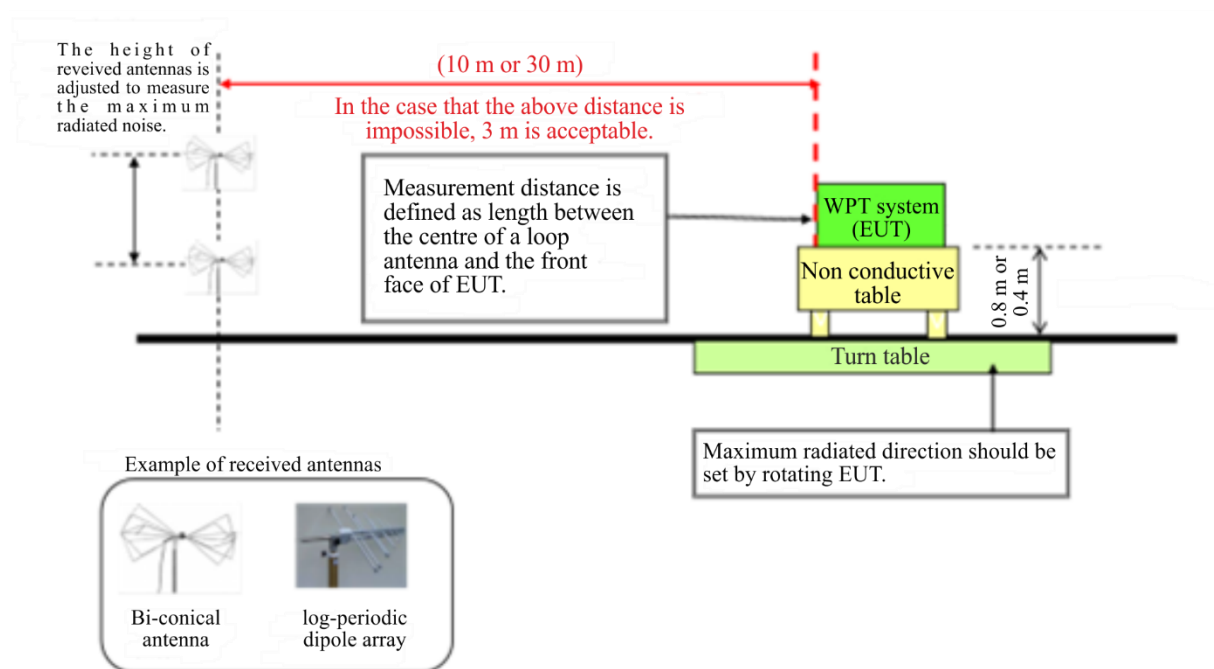 The height of
reveived antennas is
adjusted to measure
the maximum
radiated noise.
(10 m or 30 m)
In the case that the above distance is
impossible, 3 m is acceptable.
Measurement distance is
defined as length between
the centre of a loop
antenna and the front
face of EUT.
WPT system
(EUT)
Non conductive
table
0.8 m or
0.4 m
Turn table
Maximum radiated direction should be
set by rotating EUT.
Example of received antennas
Bi-conical
antenna
log-periodic
dipole array